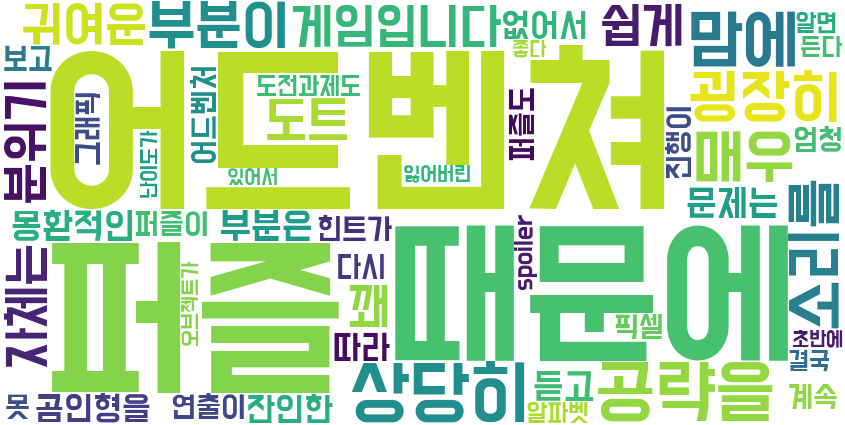 귀여운
부분이
게임입니다
없어서
좋다
쉽게
맘에
알면
든다
보고
어드벤쳐
도전과제도
도트
어드벤처
그래픽
분위기
난이도가
있어서
잃어버린
퍼즐도
진행이
굉장히
매우
엄청
몽환적인
퍼즐이
부분은
힌트가
spoiler
문제는
클리소
자체는
퍼즐
오브젝트가
다시
꽤
따라
때문에
픽셀
초반에
결국
못
곰인형을
연출이
잔인한
상당히
듣고
알파벳
공략을
계속